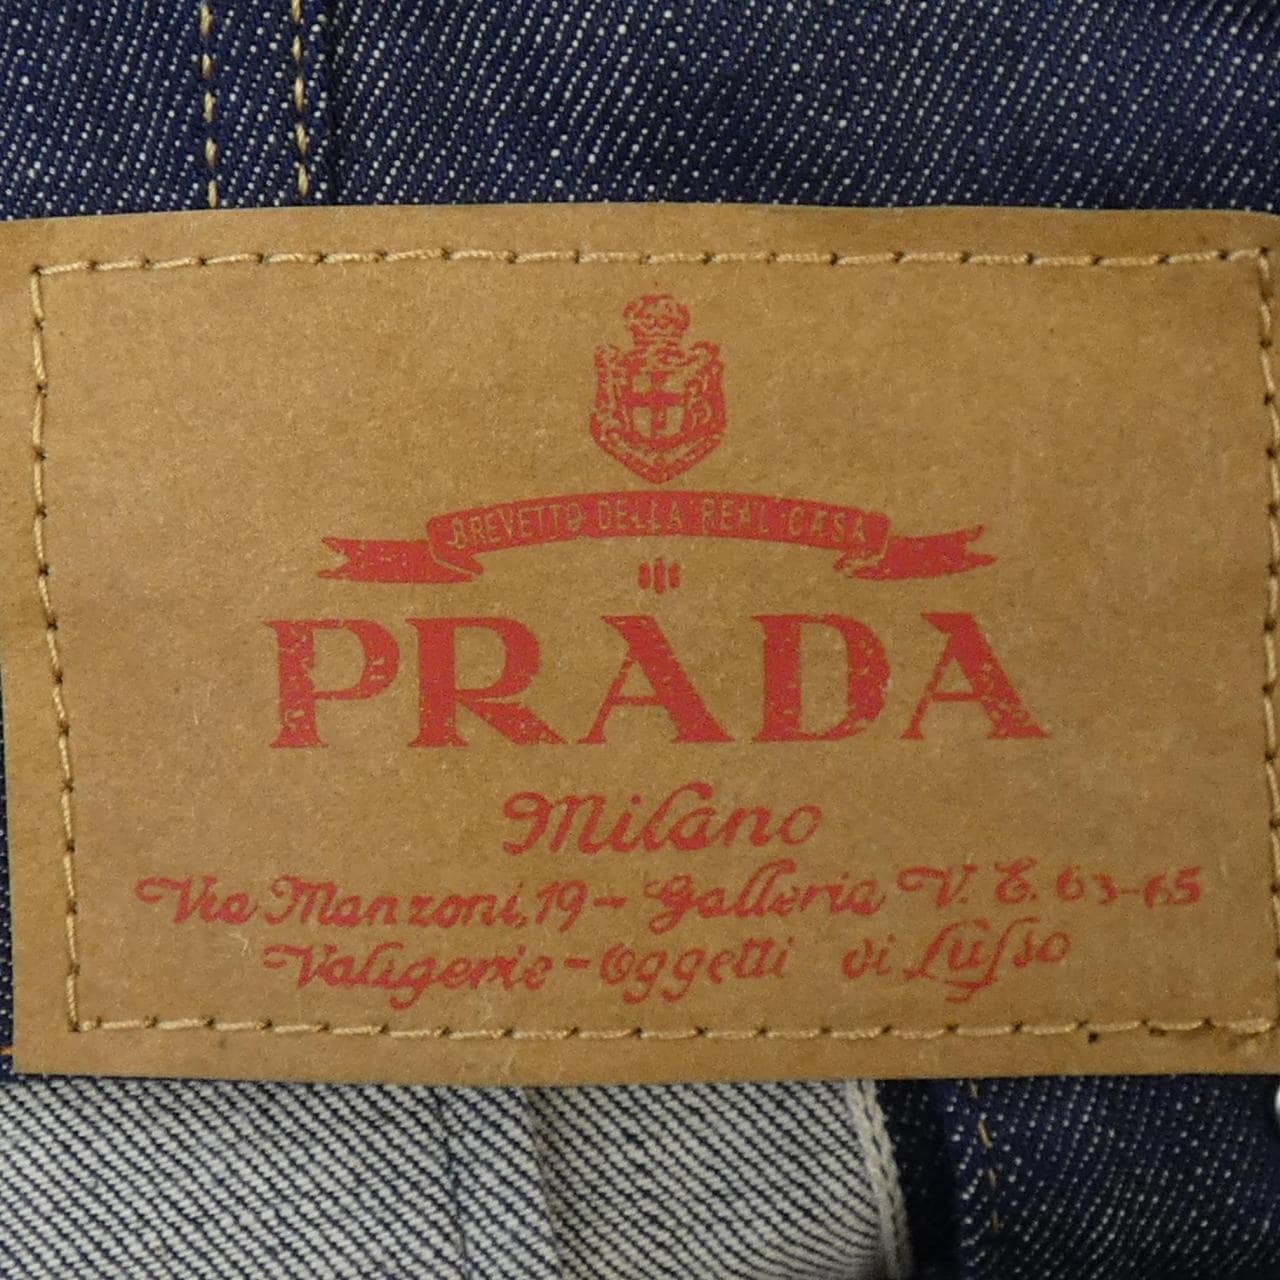 BREVETTO DELLA REAL CASA
PRADA
Milano
Via Manzoni, 19 - Galleria V. E. 63-65
Valigerie - Oggetti di Lusso